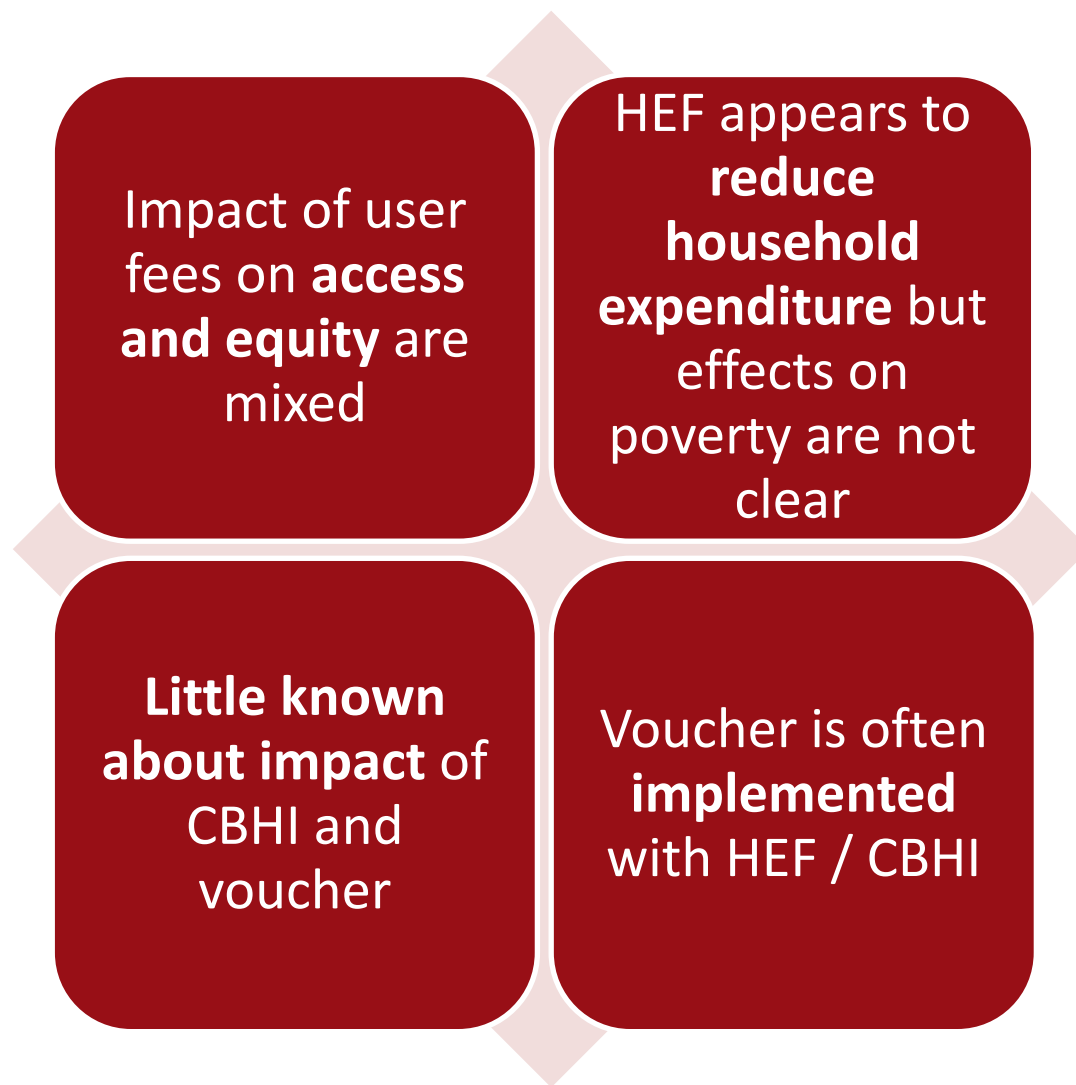 Impact of user
fees on access
and equity are
mixed
HEF appears to
reduce
household
expenditure but
effects on
poverty are not
clear
Little known
about impact of
CBHI and
voucher
Voucher is often
implemented
with HEF / CBHI